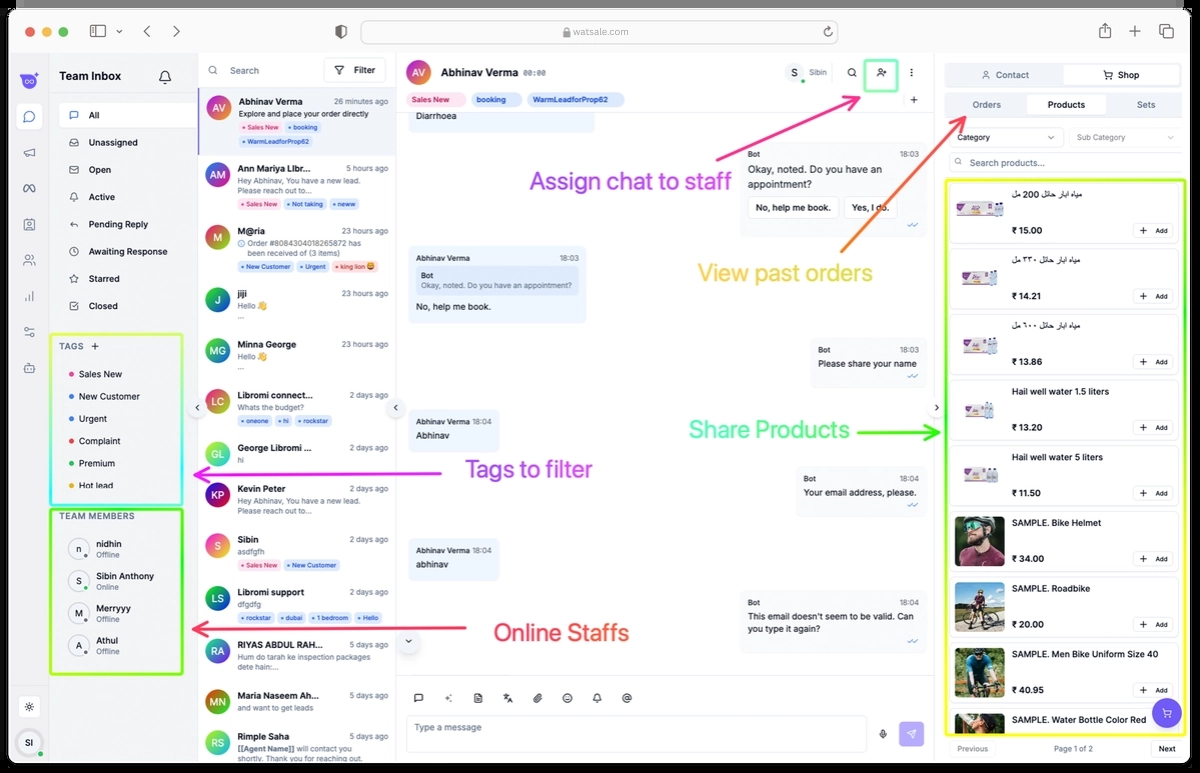 watsale.com
Team Inbox
All
Unassigned
Open
Active
Pending Reply
Awaiting Response
Starred
Closed
TAGS +
Sales New
New Customer
Urgent
Complaint
Premium
Hot lead
TEAM MEMBERS
n
nidhin
Offline
S
Sibin Anthony
Online
M
Merryyy
Offline
A
Athul
Offline
SI
Search
Filter
AV
Abhinav Verma 26 minutes ago
Explore and place your order directly
Sales New booking
WarmLeadforProp62
AM
Ann Mariya LIbr... 5 hours ago
Hey Abhinav, You have a new lead.
Please reach out to...
Sales New Not taking neww
M
M@ria 23 hours ago
Order #8084304018265872 has
been received of (3 items)
New Customer Urgent king lion 😄
J
jiji 23 hours ago
Hello 👋
...
MG
Minna George 23 hours ago
Hello 👋
...
LC
Libromi connect... 2 days ago
Whats the budget?
oneone hi rockstar
GL
George Libromi ... 2 days ago
hi
KP
Kevin Peter 2 days ago
Hey Abhinav, You have a new lead.
Please reach out to...
S
Sibin 2 days ago
asdfgfh
Sales New New Customer
LS
Libromi support 2 days ago
dfgdfg
rockstar dubai 1 bedroom Hello
RA
RIYAS ABDUL RAH... 5 days ago
Hum do tarah ke inspection packages
dete hain:...
MN
Maria Naseem Ah... 5 days ago
and want to get leads
RS
Rimple Saha 5 days ago
[[Agent Name]] will contact you
shortly. Thank you for reaching out.
AV
Abhinav Verma 00:00
S Sibin
Sales New booking WarmLeadforProp62 +
Diarrhoea
Bot 18:03
Okay, noted. Do you have an
appointment?
No, help me book. Yes, I do.
Assign chat to staff
View past orders
Abhinav Verma 18:03
Bot
Okay, noted. Do you have an appointment?
No, help me book.
Bot 18:03
Please share your name
Share Products
Abhinav Verma 18:04
Abhinav
Tags to filter
Bot 18:04
Your email address, please.
Abhinav Verma 18:04
abhinav
Bot 18:04
This email doesn't seem to be valid. Can
you type it again?
Online Staffs
Type a message
Contact Shop
Orders Products Sets
Category Sub Category
Search products...
مياه ابار حائل 200 مل
₹ 15.00 + Add
مياه ابار حائل ٣٣٠ مل
₹ 14.21 + Add
مياه ابار حائل ٦٠٠ مل
₹ 13.86 + Add
Hail well water 1.5 liters
₹ 13.20 + Add
Hail well water 5 liters
₹ 11.50 + Add
SAMPLE. Bike Helmet
₹ 34.00 + Add
SAMPLE. Roadbike
₹ 20.00 + Add
SAMPLE. Men Bike Uniform Size 40
₹ 40.95 + Add
SAMPLE. Water Bottle Color Red
Previous Page 1 of 2 Next